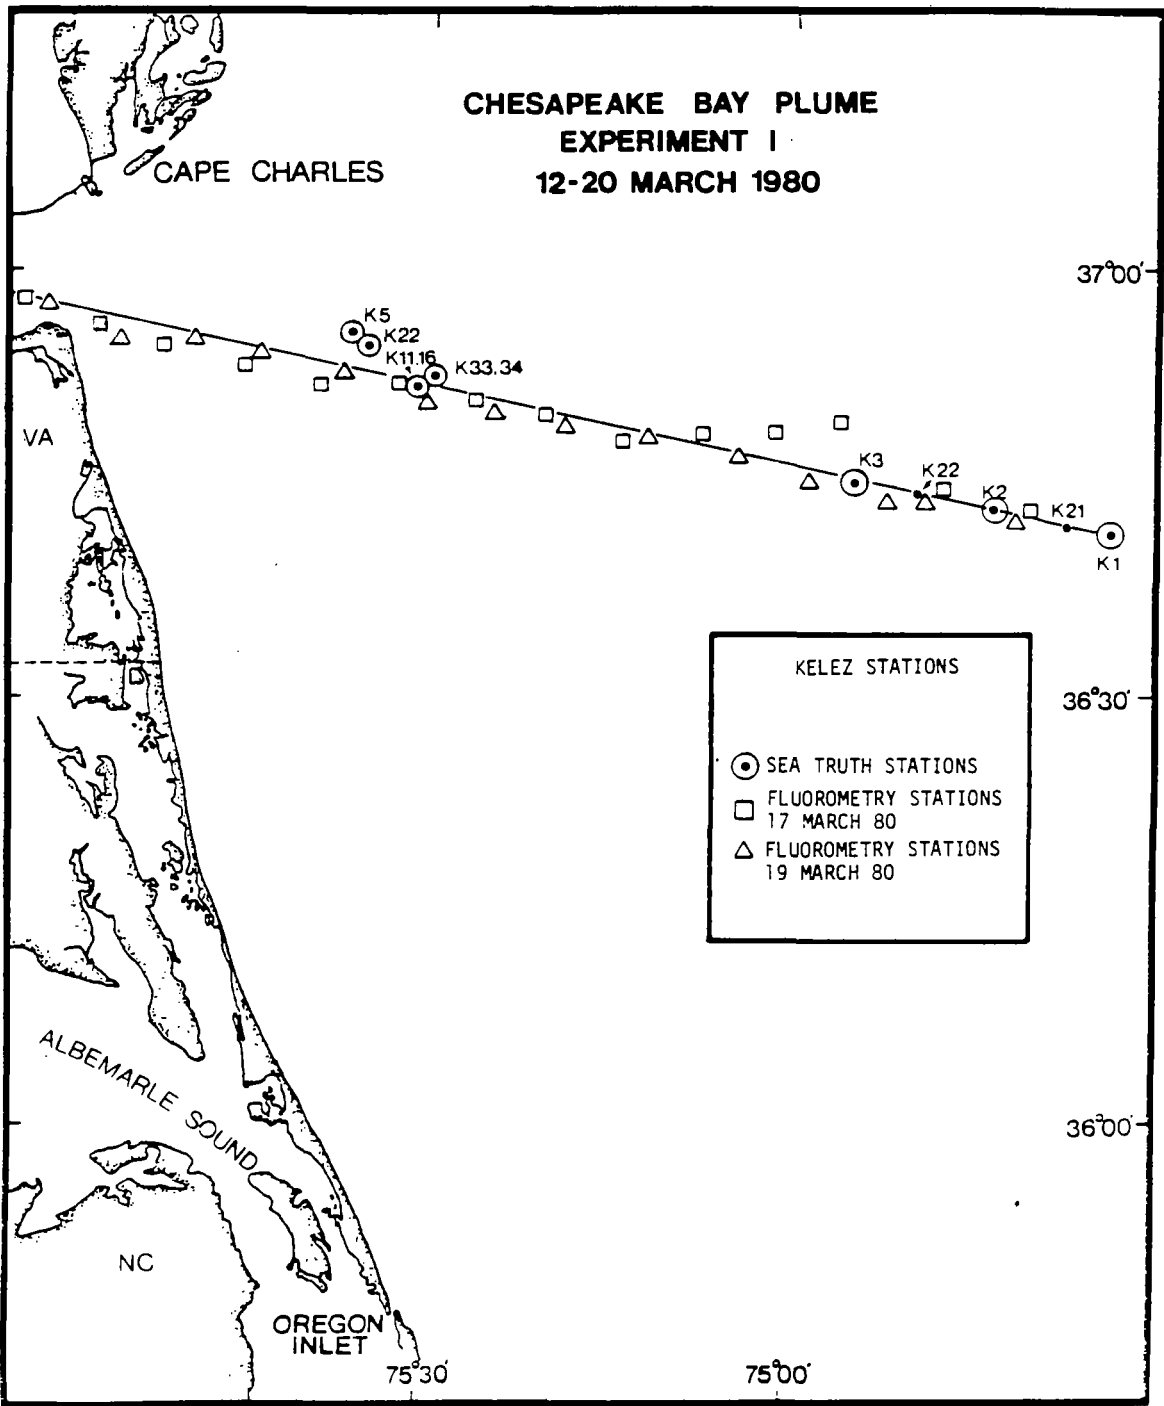 CHESAPEAKE BAY PLUME
EXPERIMENT I
12-20 MARCH 1980
CAPE CHARLES
37°00'
K5
K22
K11.16
K33.34
VA
K3
K22
K2
K21
K1
KELEZ STATIONS
36°30'
SEA TRUTH STATIONS
FLUOROMETRY STATIONS
17 MARCH 80
FLUOROMETRY STATIONS
19 MARCH 80
ALBEMARLE SOUND
36°00'
NC
OREGON
INLET
75°30'
75°00'